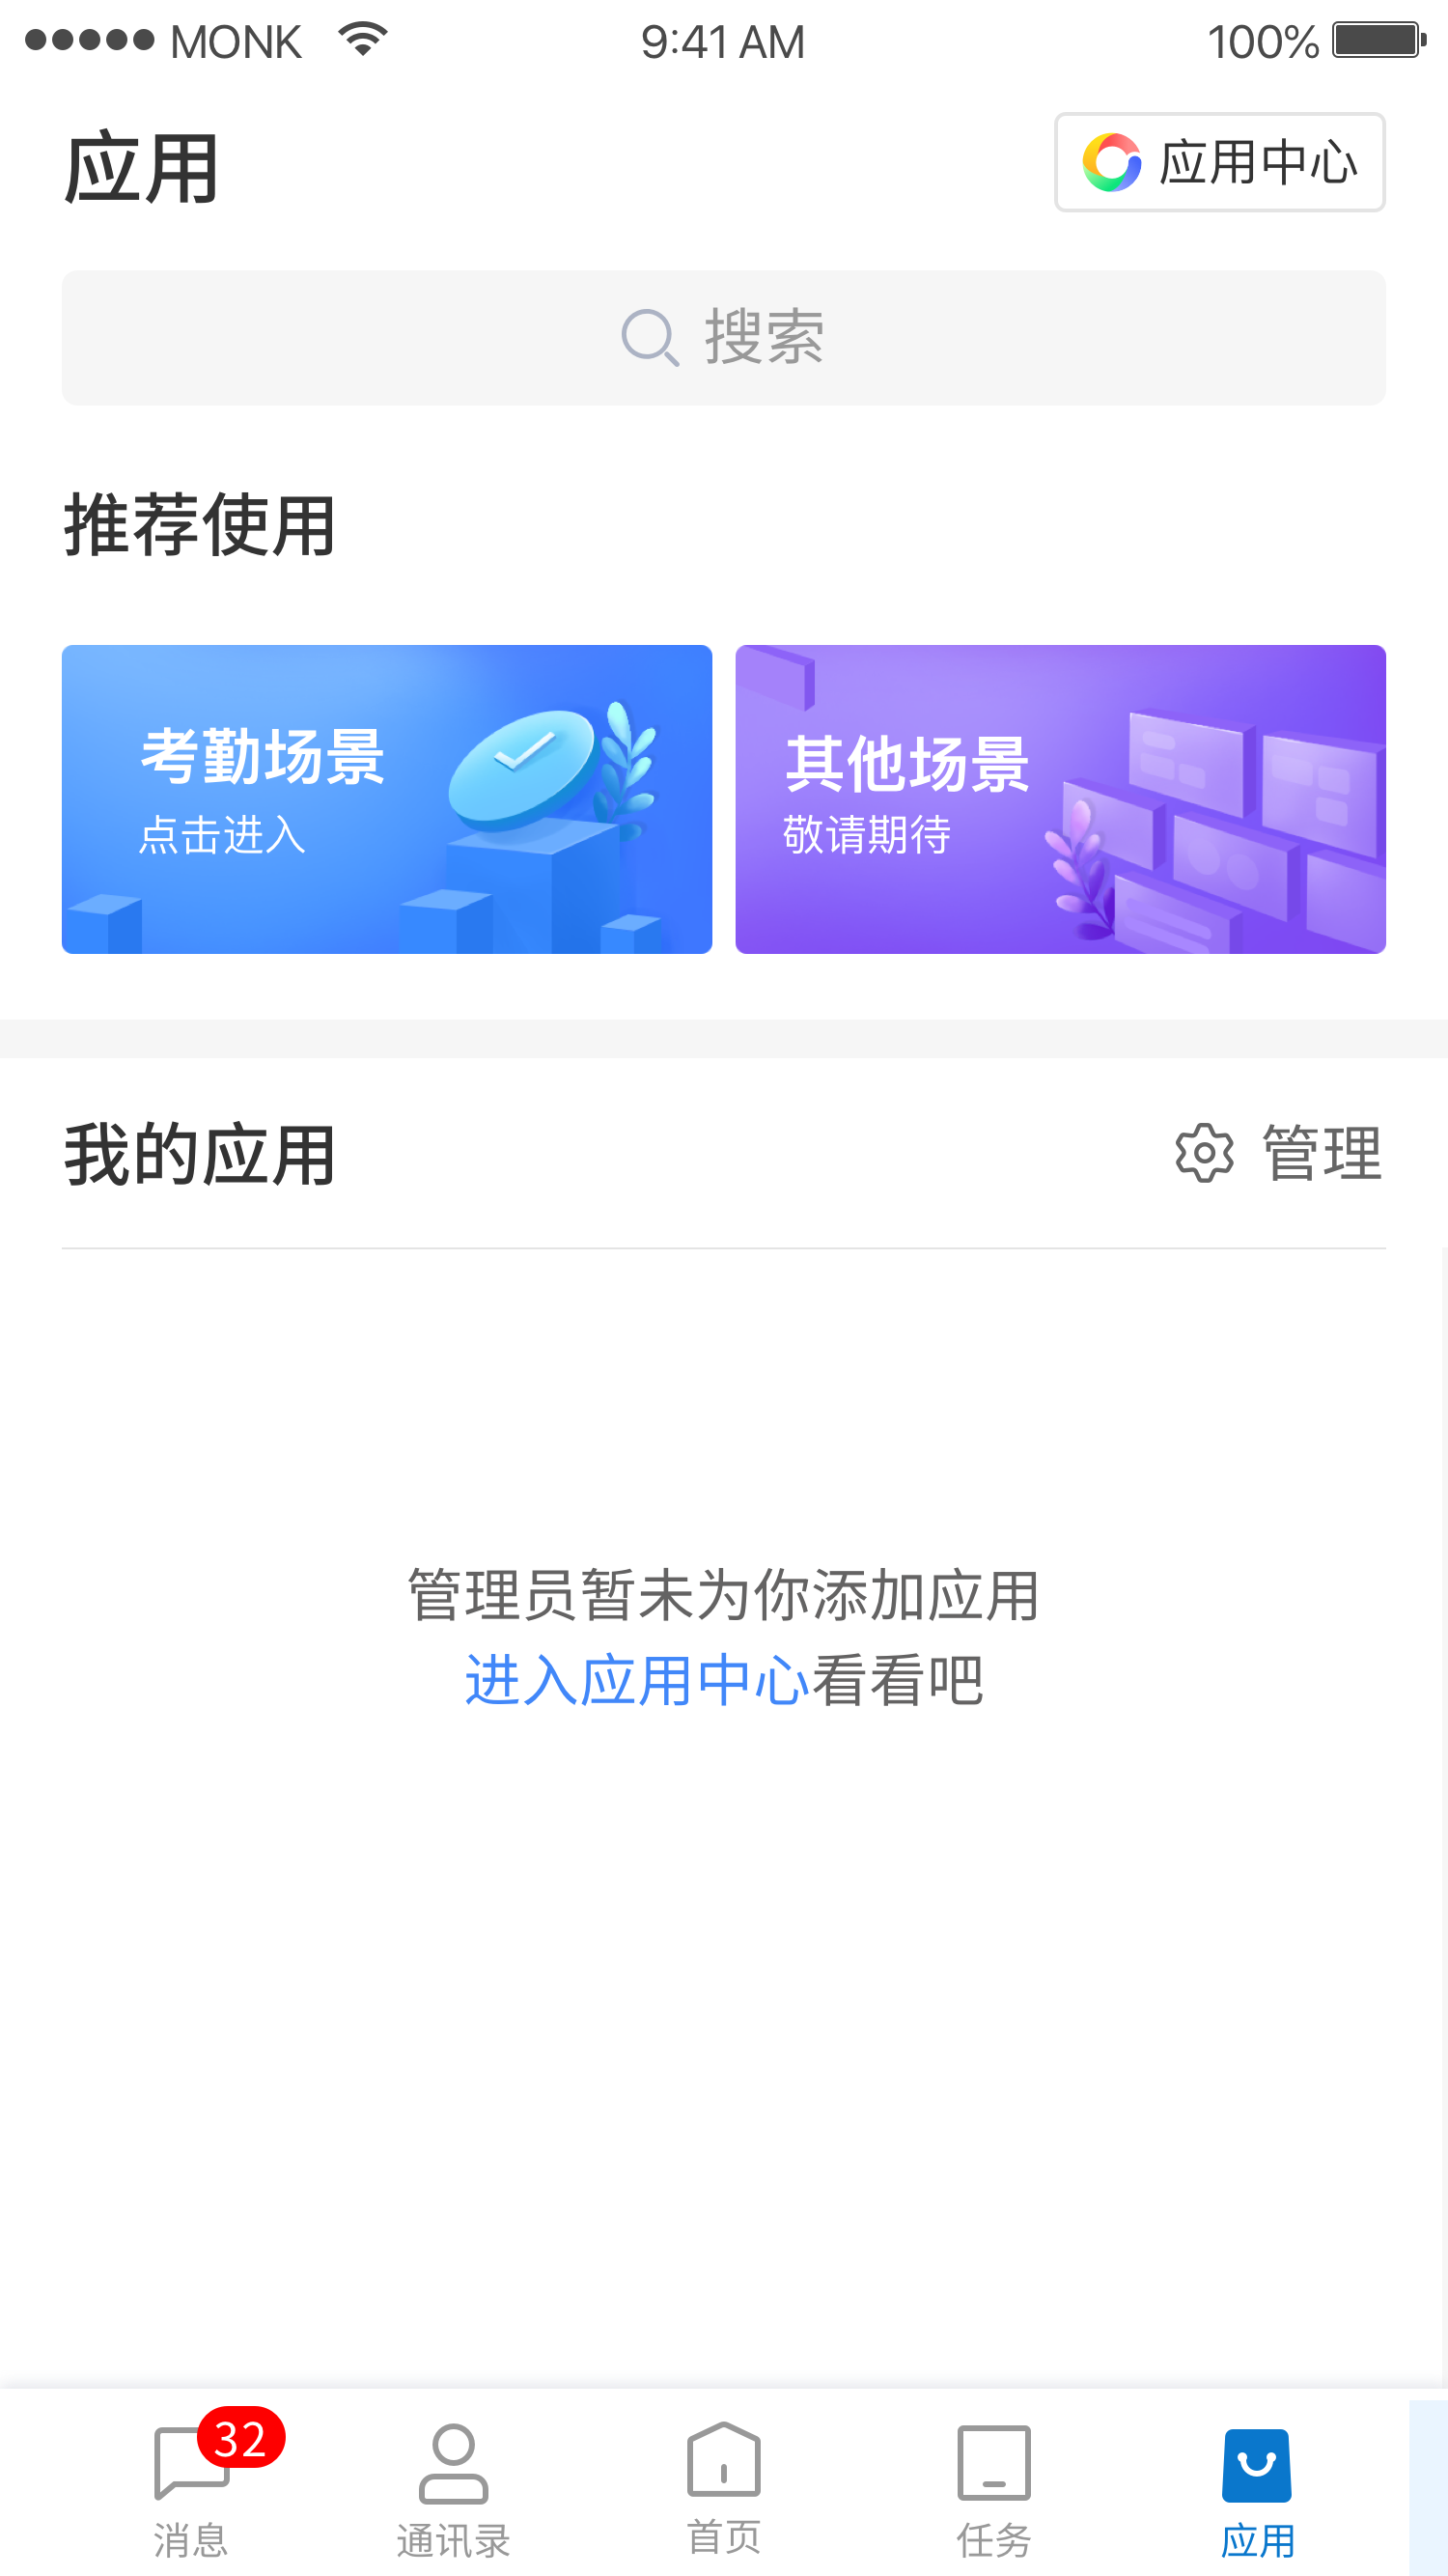 MONK
9:41 AM
100%
应用
应用中心
搜索
推荐使用
考勤场景
点击进入
其他场景
敬请期待
我的应用
管理
管理员暂未为你添加应用
进入应用中心看看吧
32
消息
通讯录
首页
任务
应用